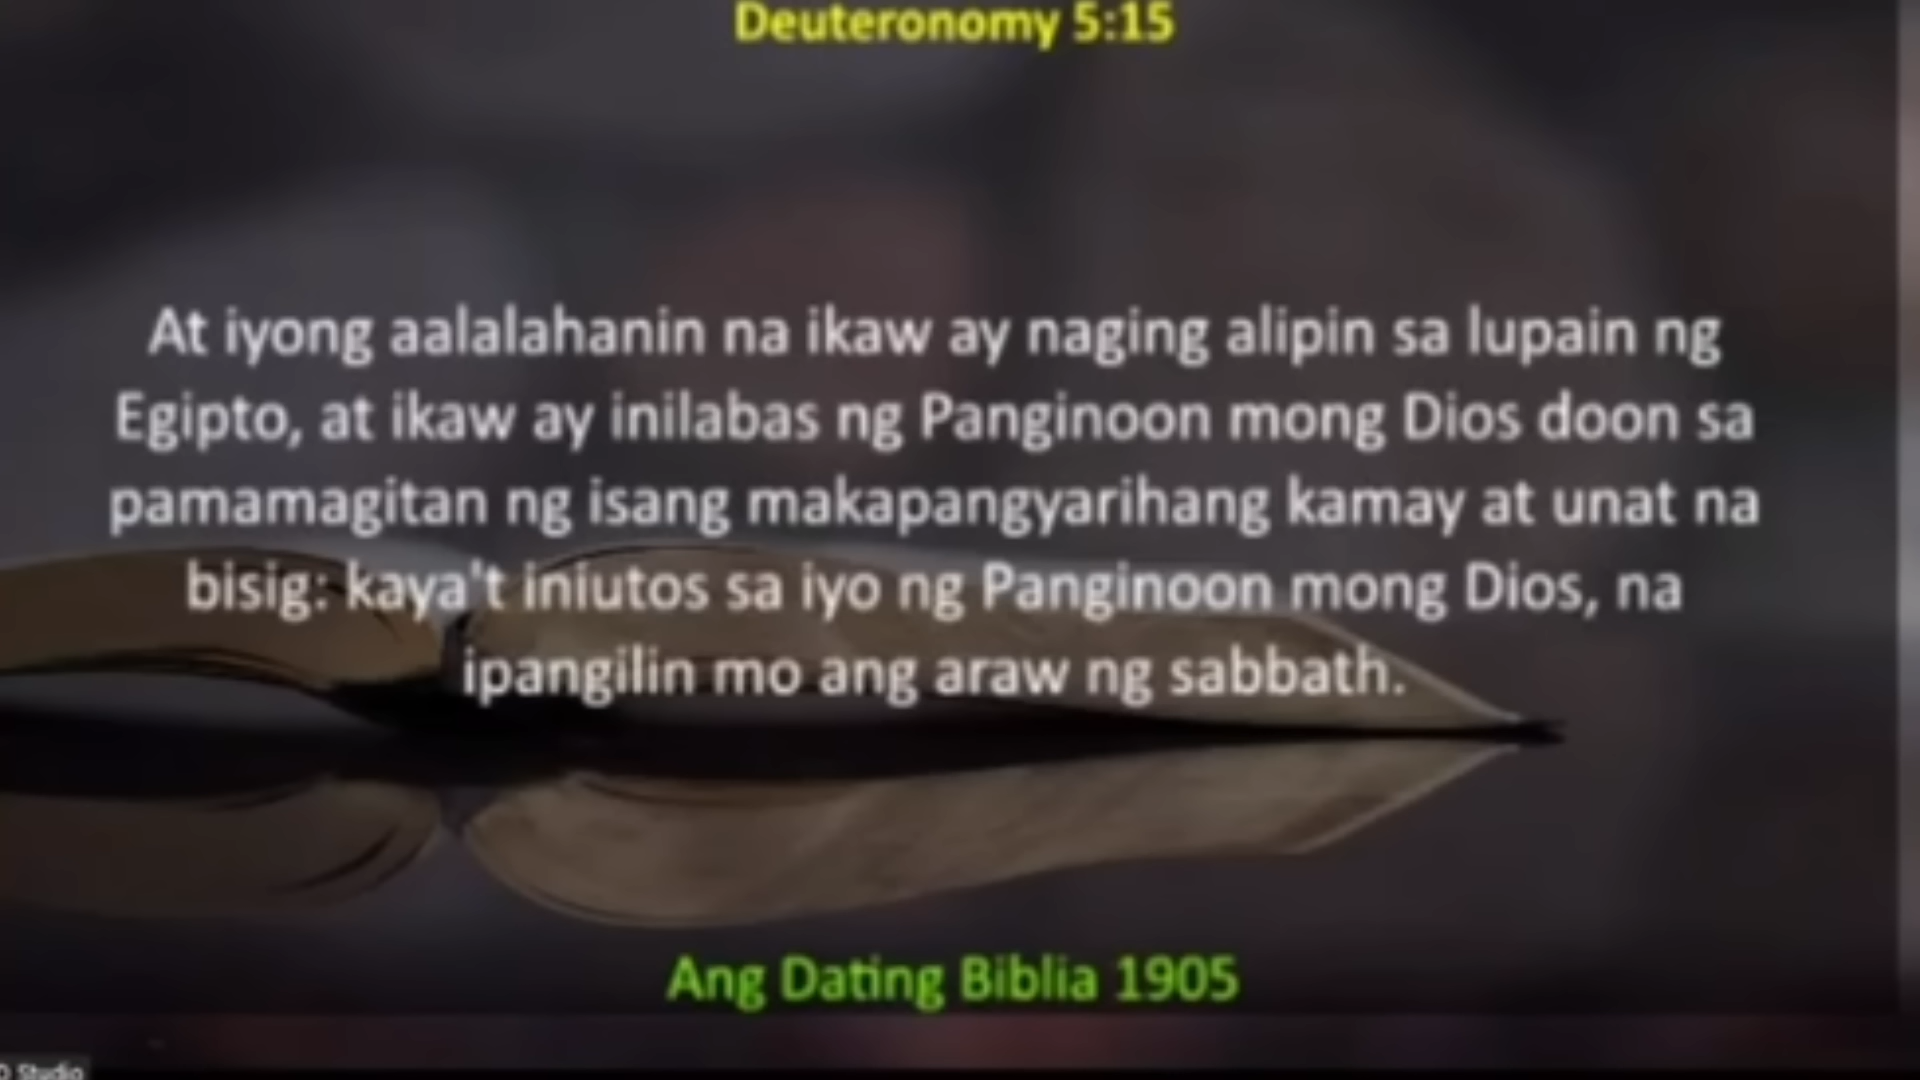 Deuteronomy 5:15
At iyong aalalahanin na ikaw ay naging alipin sa lupain ng
Egipto, at ikaw ay inilabas ng Panginoon mong Dios doon sa
pamamagitan ng isang makapangyarihang kamay at unat na
bisig: kaya't iniutos sa iyo ng Panginoon mong Dios, na
ipangilin mo ang araw ng sabbath.
Ang Dating Biblia 1905
Studio